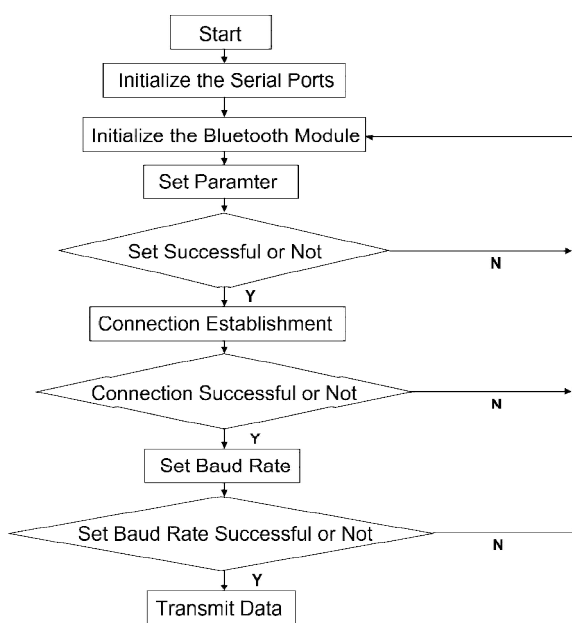 Start
Initialize the Serial Ports
Initialize the Bluetooth Module
Set Paramter
Set Successful or Not
N
Y
Connection Establishment
Connection Successful or Not
N
Y
Set Baud Rate
Set Baud Rate Successful or Not
N
Y
Transmit Data